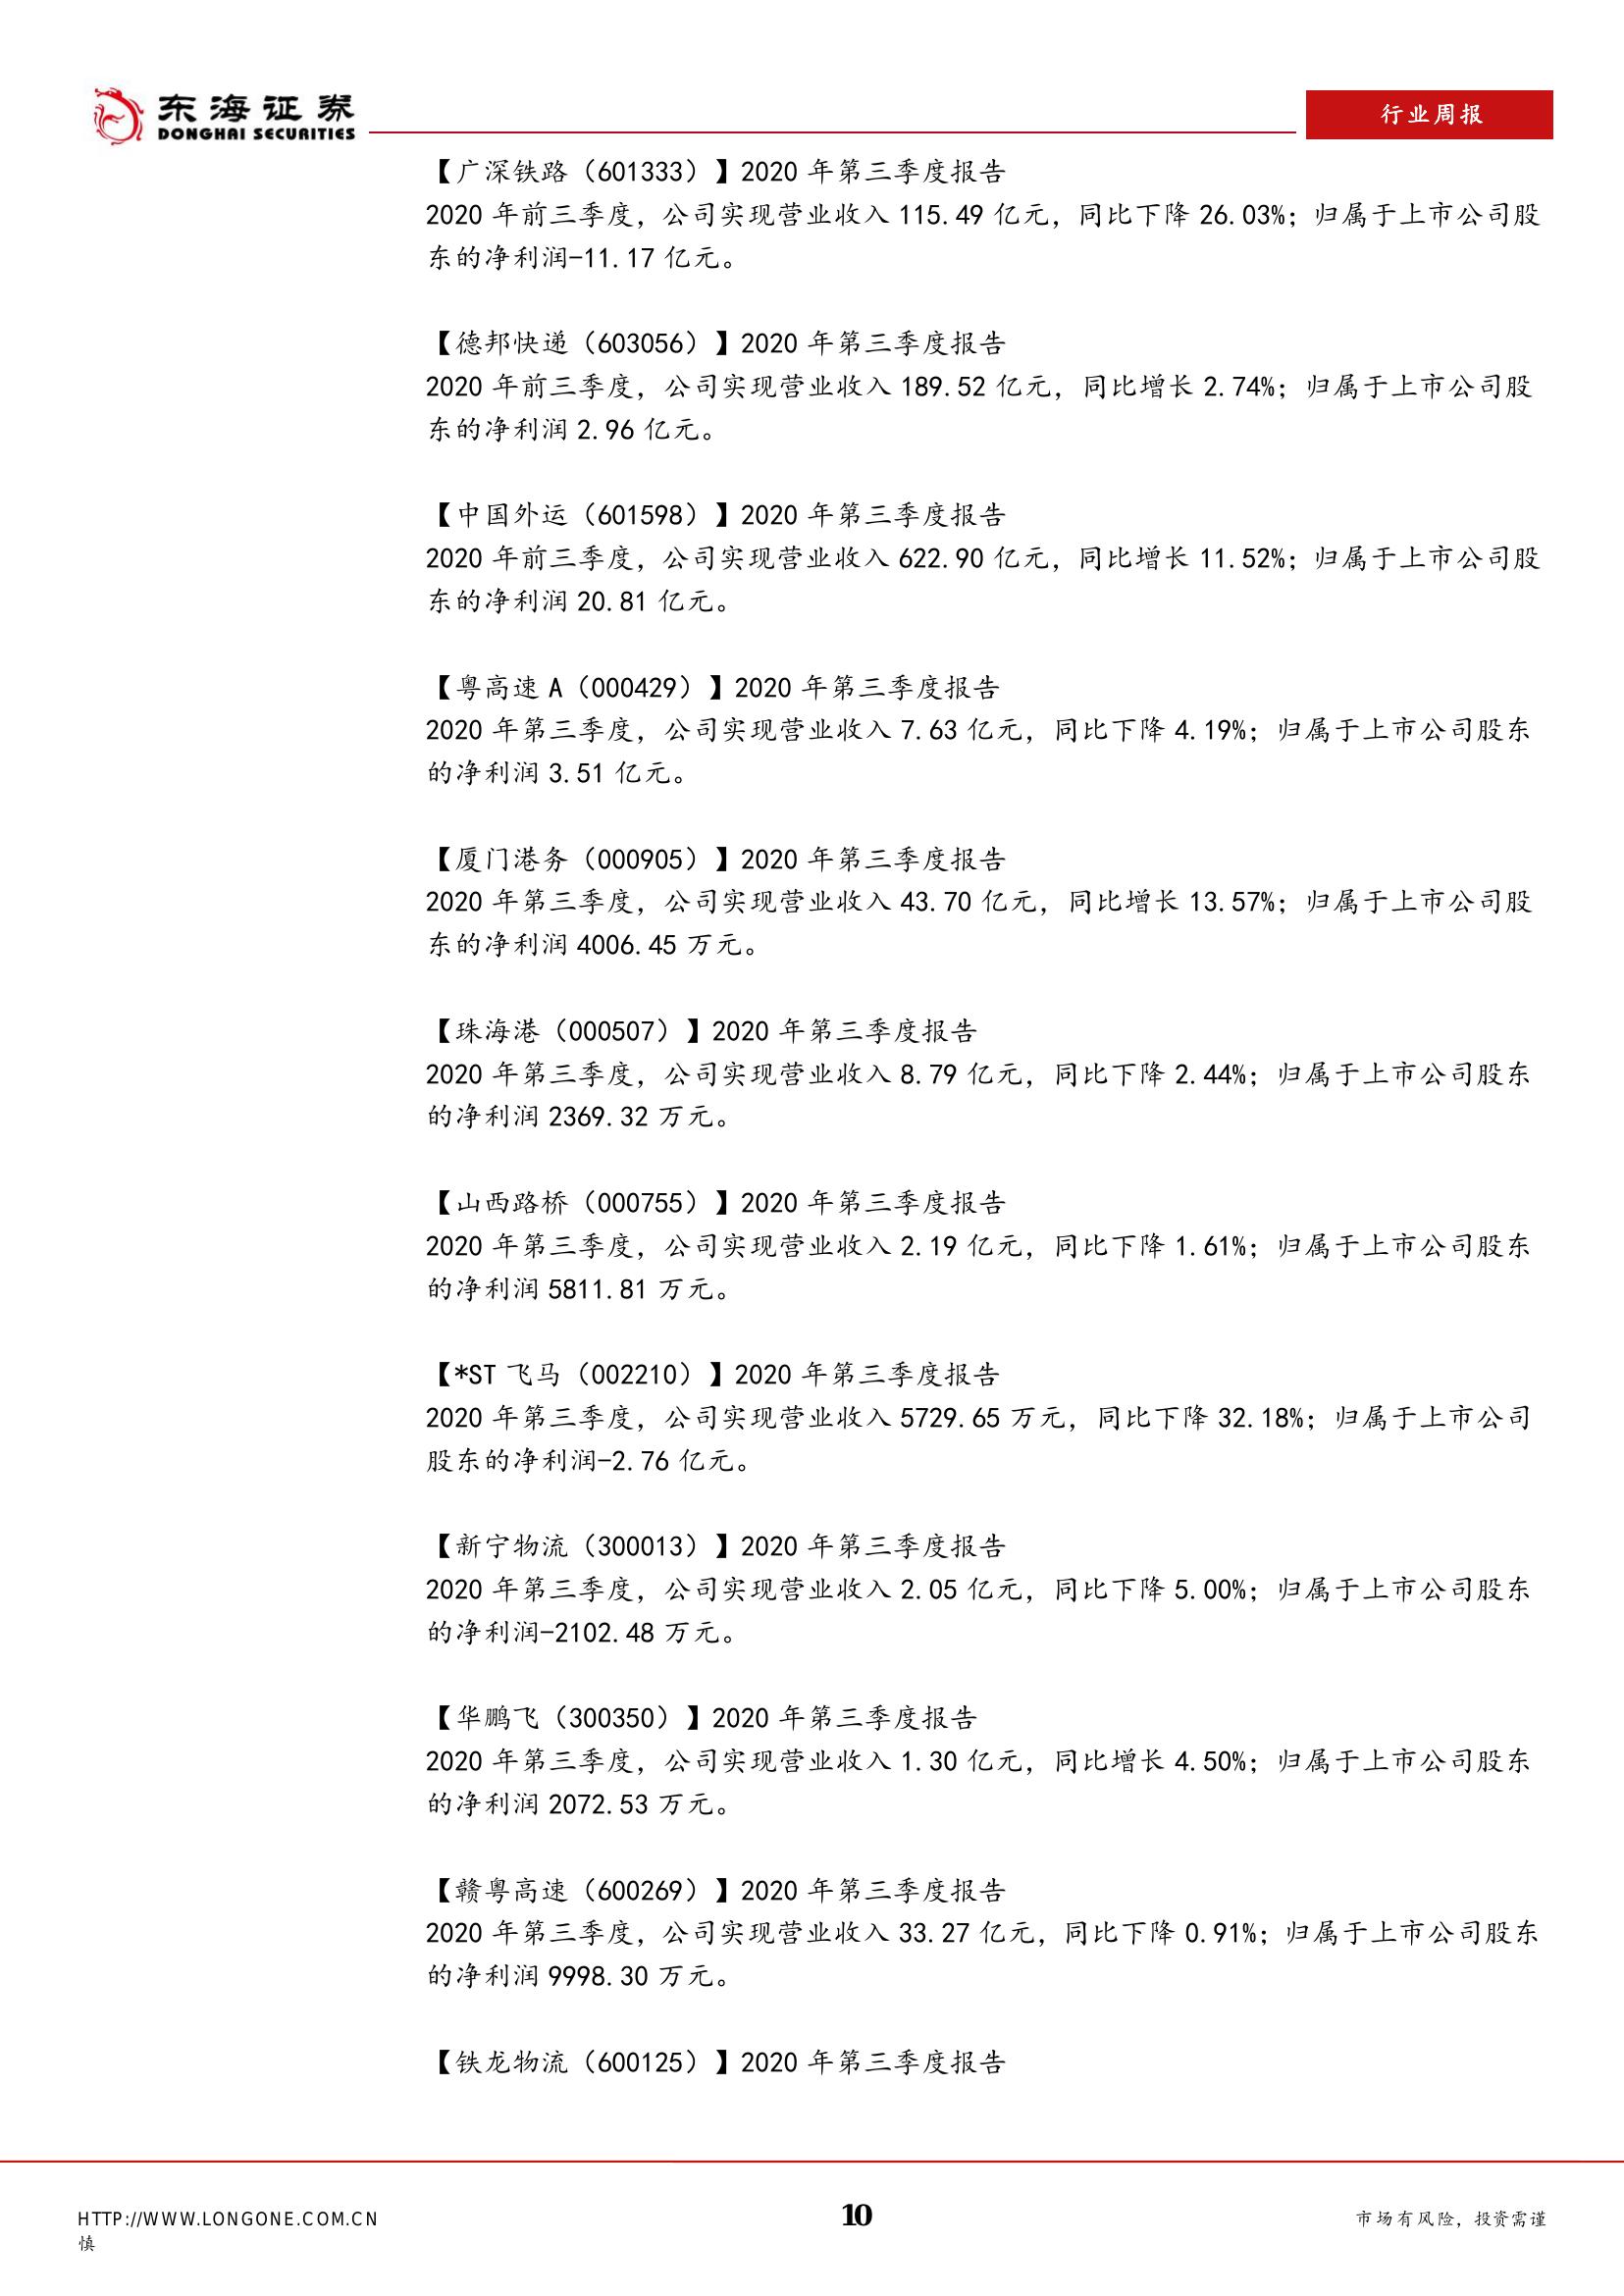 东海证券
DONGHAI SECURITIES
行业周报
【广深铁路（601333）】2020 年第三季度报告
2020 年前三季度，公司实现营业收入 115.49 亿元，同比下降 26.03%；归属于上市公司股
东的净利润-11.17 亿元。
【德邦快递（603056）】2020 年第三季度报告
2020 年前三季度，公司实现营业收入 189.52 亿元，同比增长 2.74%；归属于上市公司股
东的净利润 2.96 亿元。
【中国外运（601598）】2020 年第三季度报告
2020 年前三季度，公司实现营业收入 622.90 亿元，同比增长 11.52%；归属于上市公司股
东的净利润 20.81 亿元。
【粤高速 A（000429）】2020 年第三季度报告
2020 年第三季度，公司实现营业收入 7.63 亿元，同比下降 4.19%；归属于上市公司股东
的净利润 3.51 亿元。
【厦门港务（000905）】2020 年第三季度报告
2020 年第三季度，公司实现营业收入 43.70 亿元，同比增长 13.57%；归属于上市公司股
东的净利润 4006.45 万元。
【珠海港（000507）】2020 年第三季度报告
2020 年第三季度，公司实现营业收入 8.79 亿元，同比下降 2.44%；归属于上市公司股东
的净利润 2369.32 万元。
【山西路桥（000755）】2020 年第三季度报告
2020 年第三季度，公司实现营业收入 2.19 亿元，同比下降 1.61%；归属于上市公司股东
的净利润 5811.81 万元。
【*ST 飞马（002210）】2020 年第三季度报告
2020 年第三季度，公司实现营业收入 5729.65 万元，同比下降 32.18%；归属于上市公司
股东的净利润-2.76 亿元。
【新宁物流（300013）】2020 年第三季度报告
2020 年第三季度，公司实现营业收入 2.05 亿元，同比下降 5.00%；归属于上市公司股东
的净利润-2102.48 万元。
【华鹏飞（300350）】2020 年第三季度报告
2020 年第三季度，公司实现营业收入 1.30 亿元，同比增长 4.50%；归属于上市公司股东
的净利润 2072.53 万元。
【赣粤高速（600269）】2020 年第三季度报告
2020 年第三季度，公司实现营业收入 33.27 亿元，同比下降 0.91%；归属于上市公司股东
的净利润 9998.30 万元。
【铁龙物流（600125）】2020 年第三季度报告
HTTP://WWW.LONGONE.COM.CN 10 市场有风险，投资需谨
慎